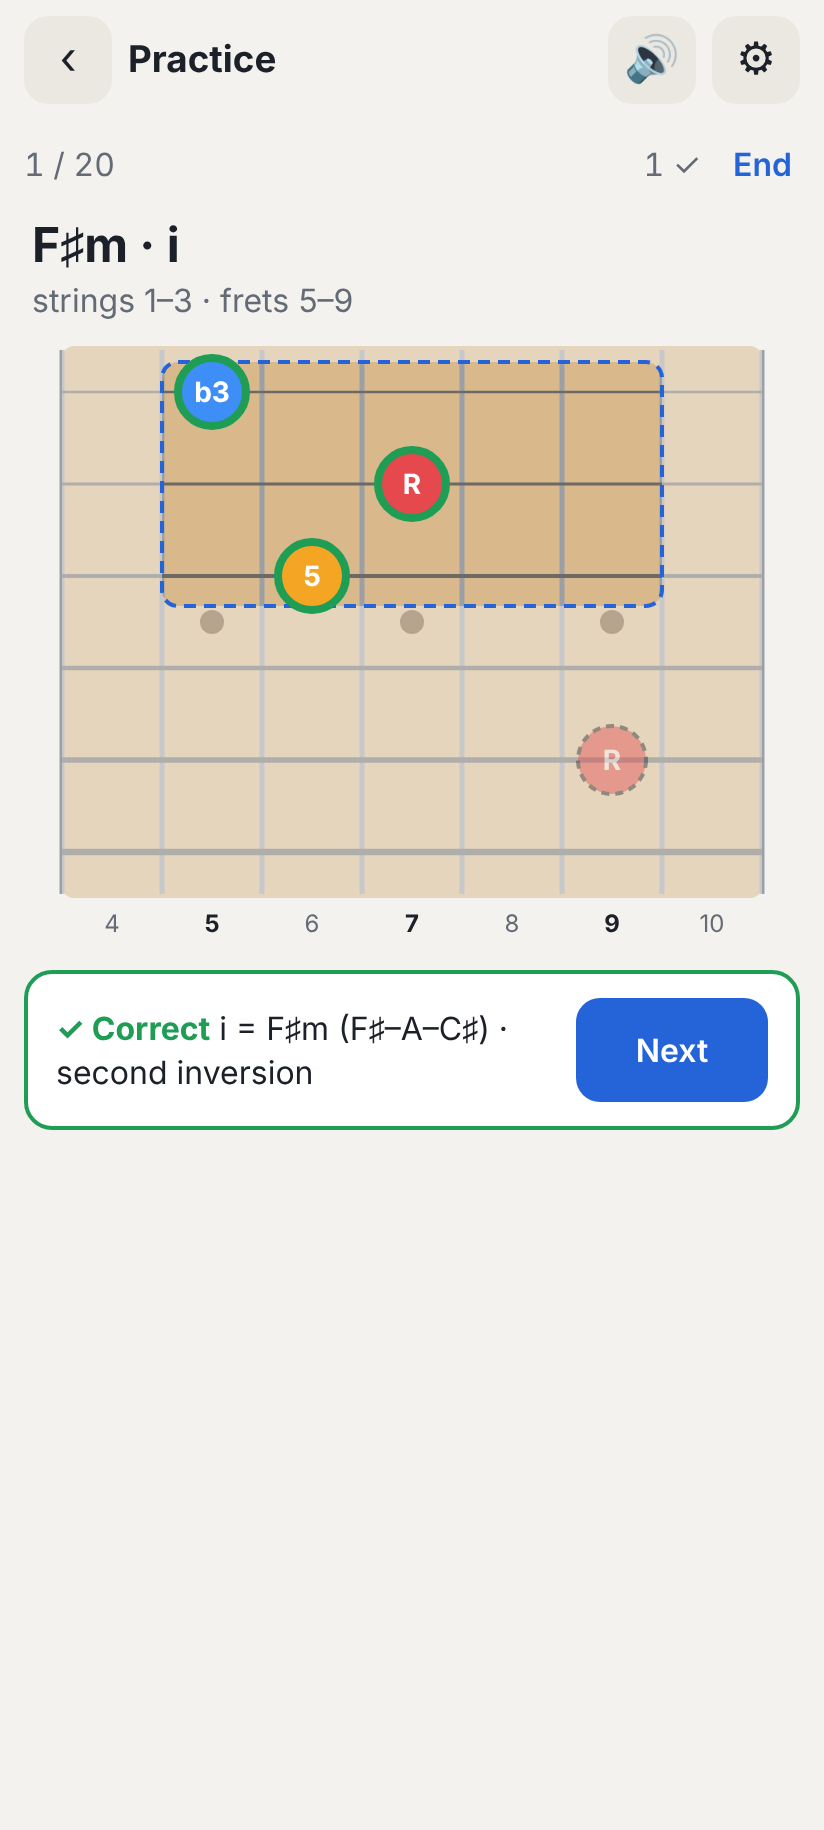 ‹ Practice 🔊 ⚙
1 / 20 1 ✓ End
F♯m · i
strings 1–3 · frets 5–9
b3
R
5
R
4 5 6 7 8 9 10
✓ Correct i = F♯m (F♯–A–C♯) ·
second inversion
Next